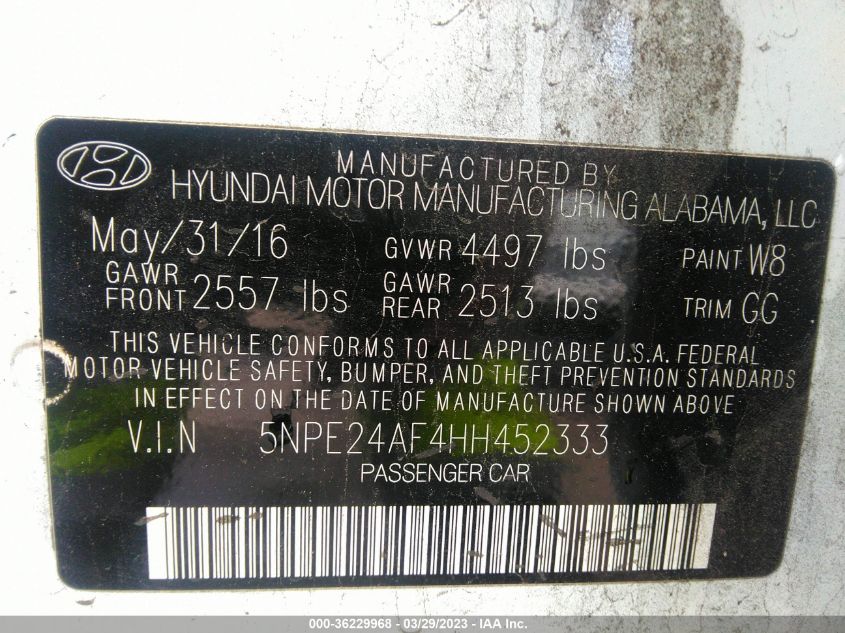 MANUFACTURED BY
HYUNDAI MOTOR MANUFACTURING ALABAMA, LLC
May/31/16 GVWR 4497 lbs PAINT W8
GAWR FRONT 2557 lbs GAWR REAR 2513 lbs TRIM GG
THIS VEHICLE CONFORMS TO ALL APPLICABLE U.S.A. FEDERAL
MOTOR VEHICLE SAFETY, BUMPER, AND THEFT PREVENTION STANDARDS
IN EFFECT ON THE DATE OF MANUFACTURE SHOWN ABOVE
V.I.N 5NPE24AF4HH452333
PASSENGER CAR
000-36229968 - 03/29/2023 - IAA Inc.